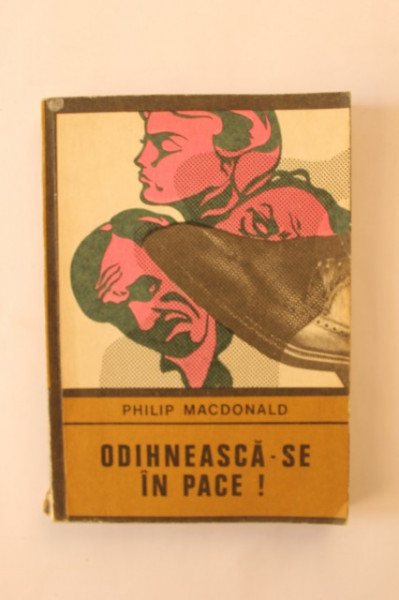 PHILIP MACDONALD
ODIHNEASCĂ-SE
ÎN PACE !